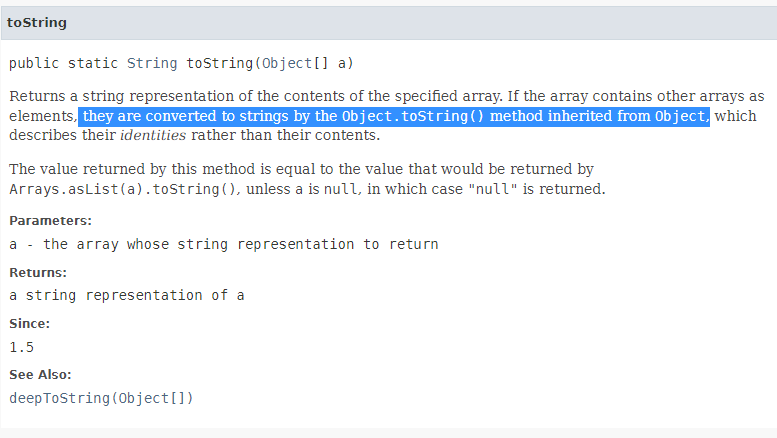 toString
public static String toString(Object[] a)
Returns a string representation of the contents of the specified array. If the array contains other arrays as
elements, they are converted to strings by the Object.toString() method inherited from Object, which
describes their identities rather than their contents.
The value returned by this method is equal to the value that would be returned by
Arrays.asList(a).toString(), unless a is null, in which case "null" is returned.
Parameters:
a - the array whose string representation to return
Returns:
a string representation of a
Since:
1.5
See Also:
deepToString(Object[])